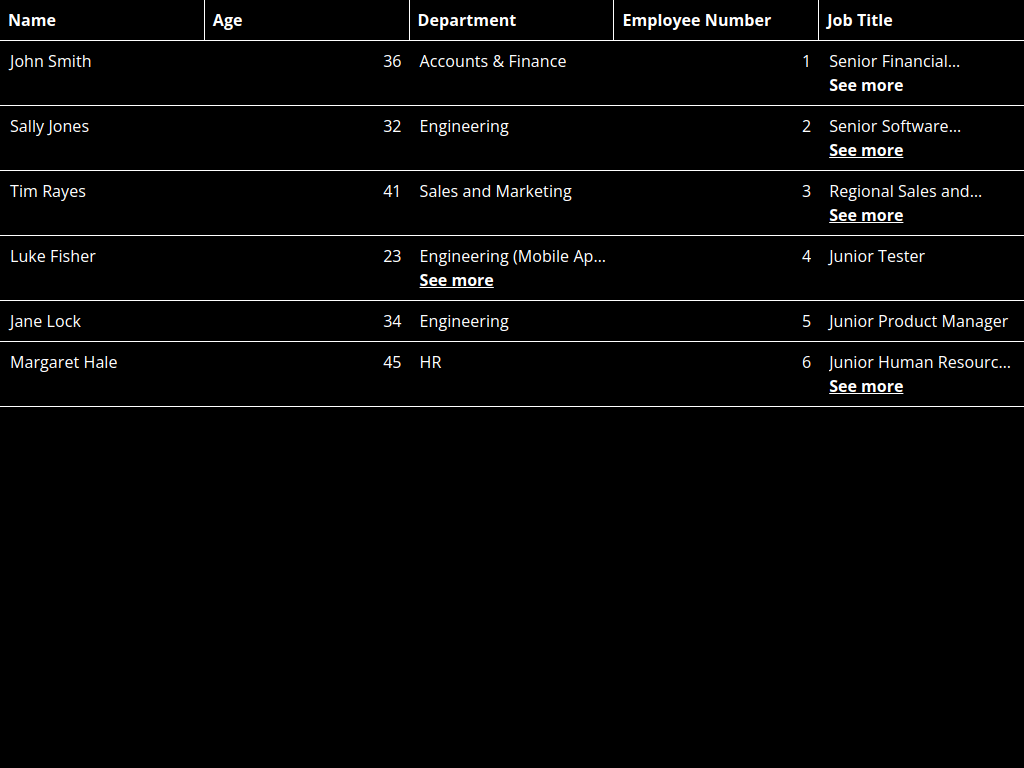 Name Age Department Employee Number Job Title
John Smith 36 Accounts & Finance 1 Senior Financial...
See more
Sally Jones 32 Engineering 2 Senior Software...
See more
Tim Rayes 41 Sales and Marketing 3 Regional Sales and...
See more
Luke Fisher 23 Engineering (Mobile Ap... 4 Junior Tester
See more
Jane Lock 34 Engineering 5 Junior Product Manager
Margaret Hale 45 HR 6 Junior Human Resourc...
See more